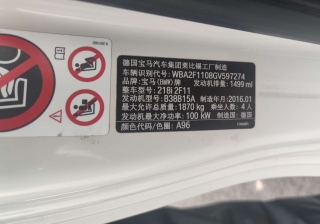 德国宝马汽车集团莱比锡工厂制造
车辆识别代号: WBA2F1108GV597274
品牌: 宝马(BMW)牌 发动机排量: 1499 ml
整车型号: 218i 2F11
发动机型号: B38B15A 制造年月: 2016.01
最大允许总质量: 1870 kg 乘坐人数: 4 人
发动机最大净功率: 100 kW 制造国: 德国
颜色代码/色圈: A96